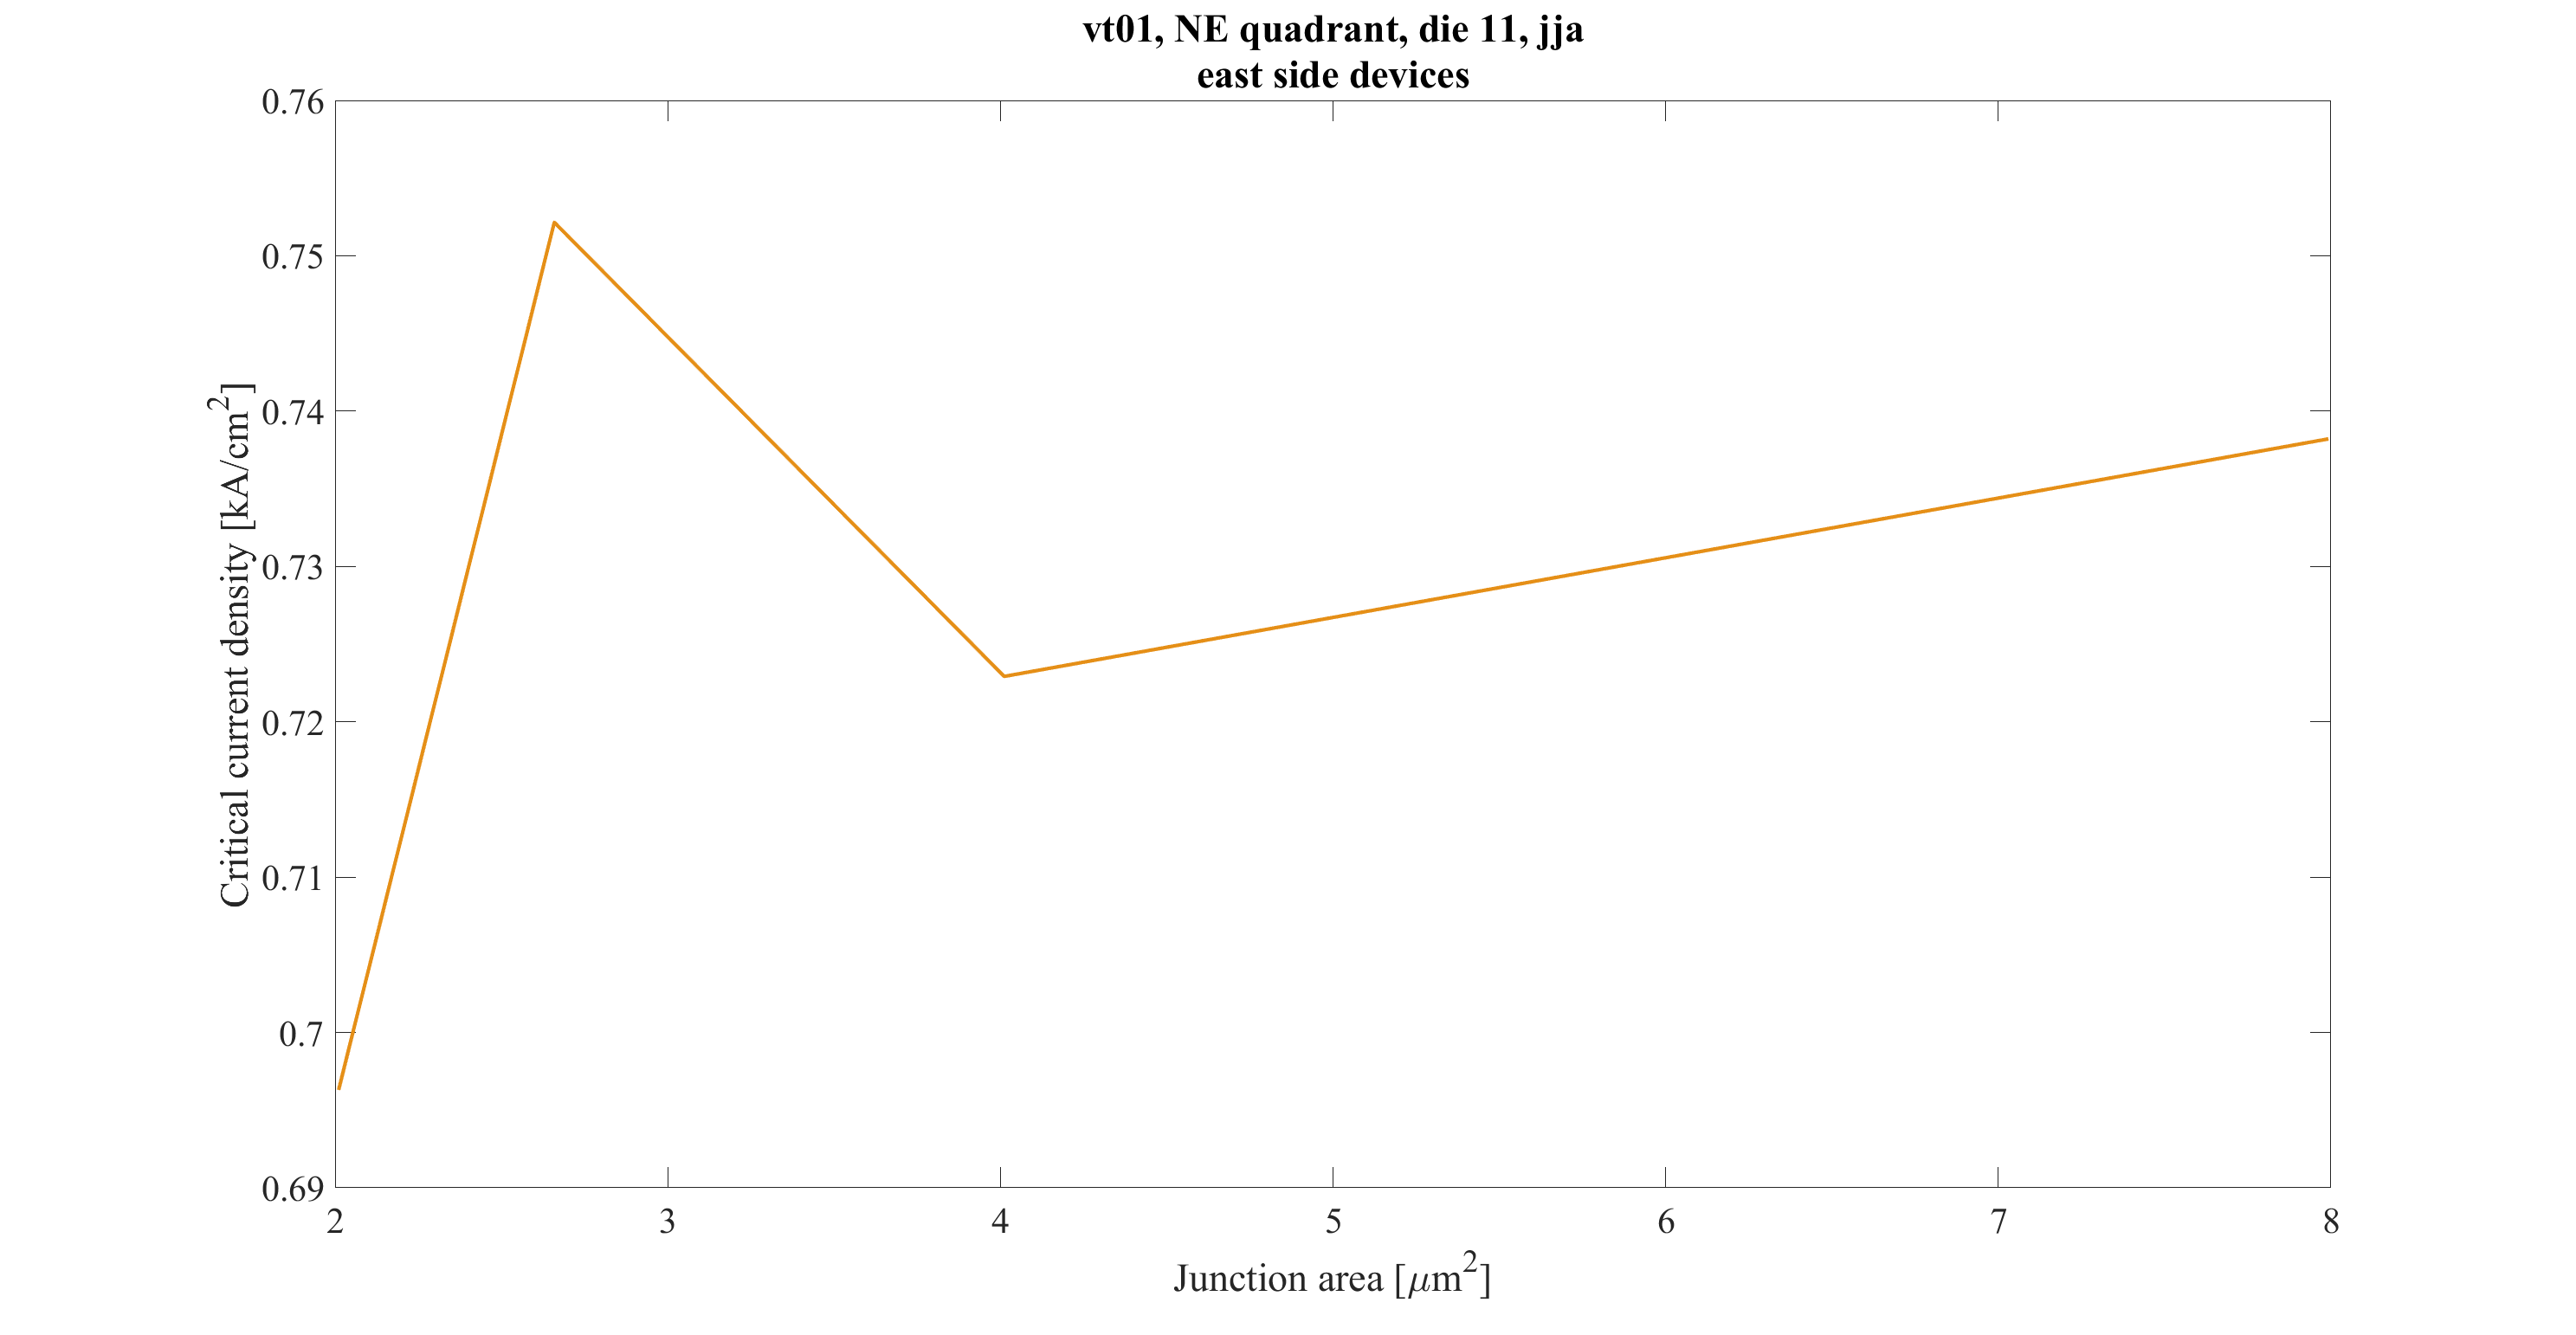 vt01, NE quadrant, die 11, jja
east side devices
0.76
0.75
0.74
0.73
0.72
0.71
0.7
0.69
Critical current density [kA/cm²]
2 3 4 5 6 7 8
Junction area [μm²]